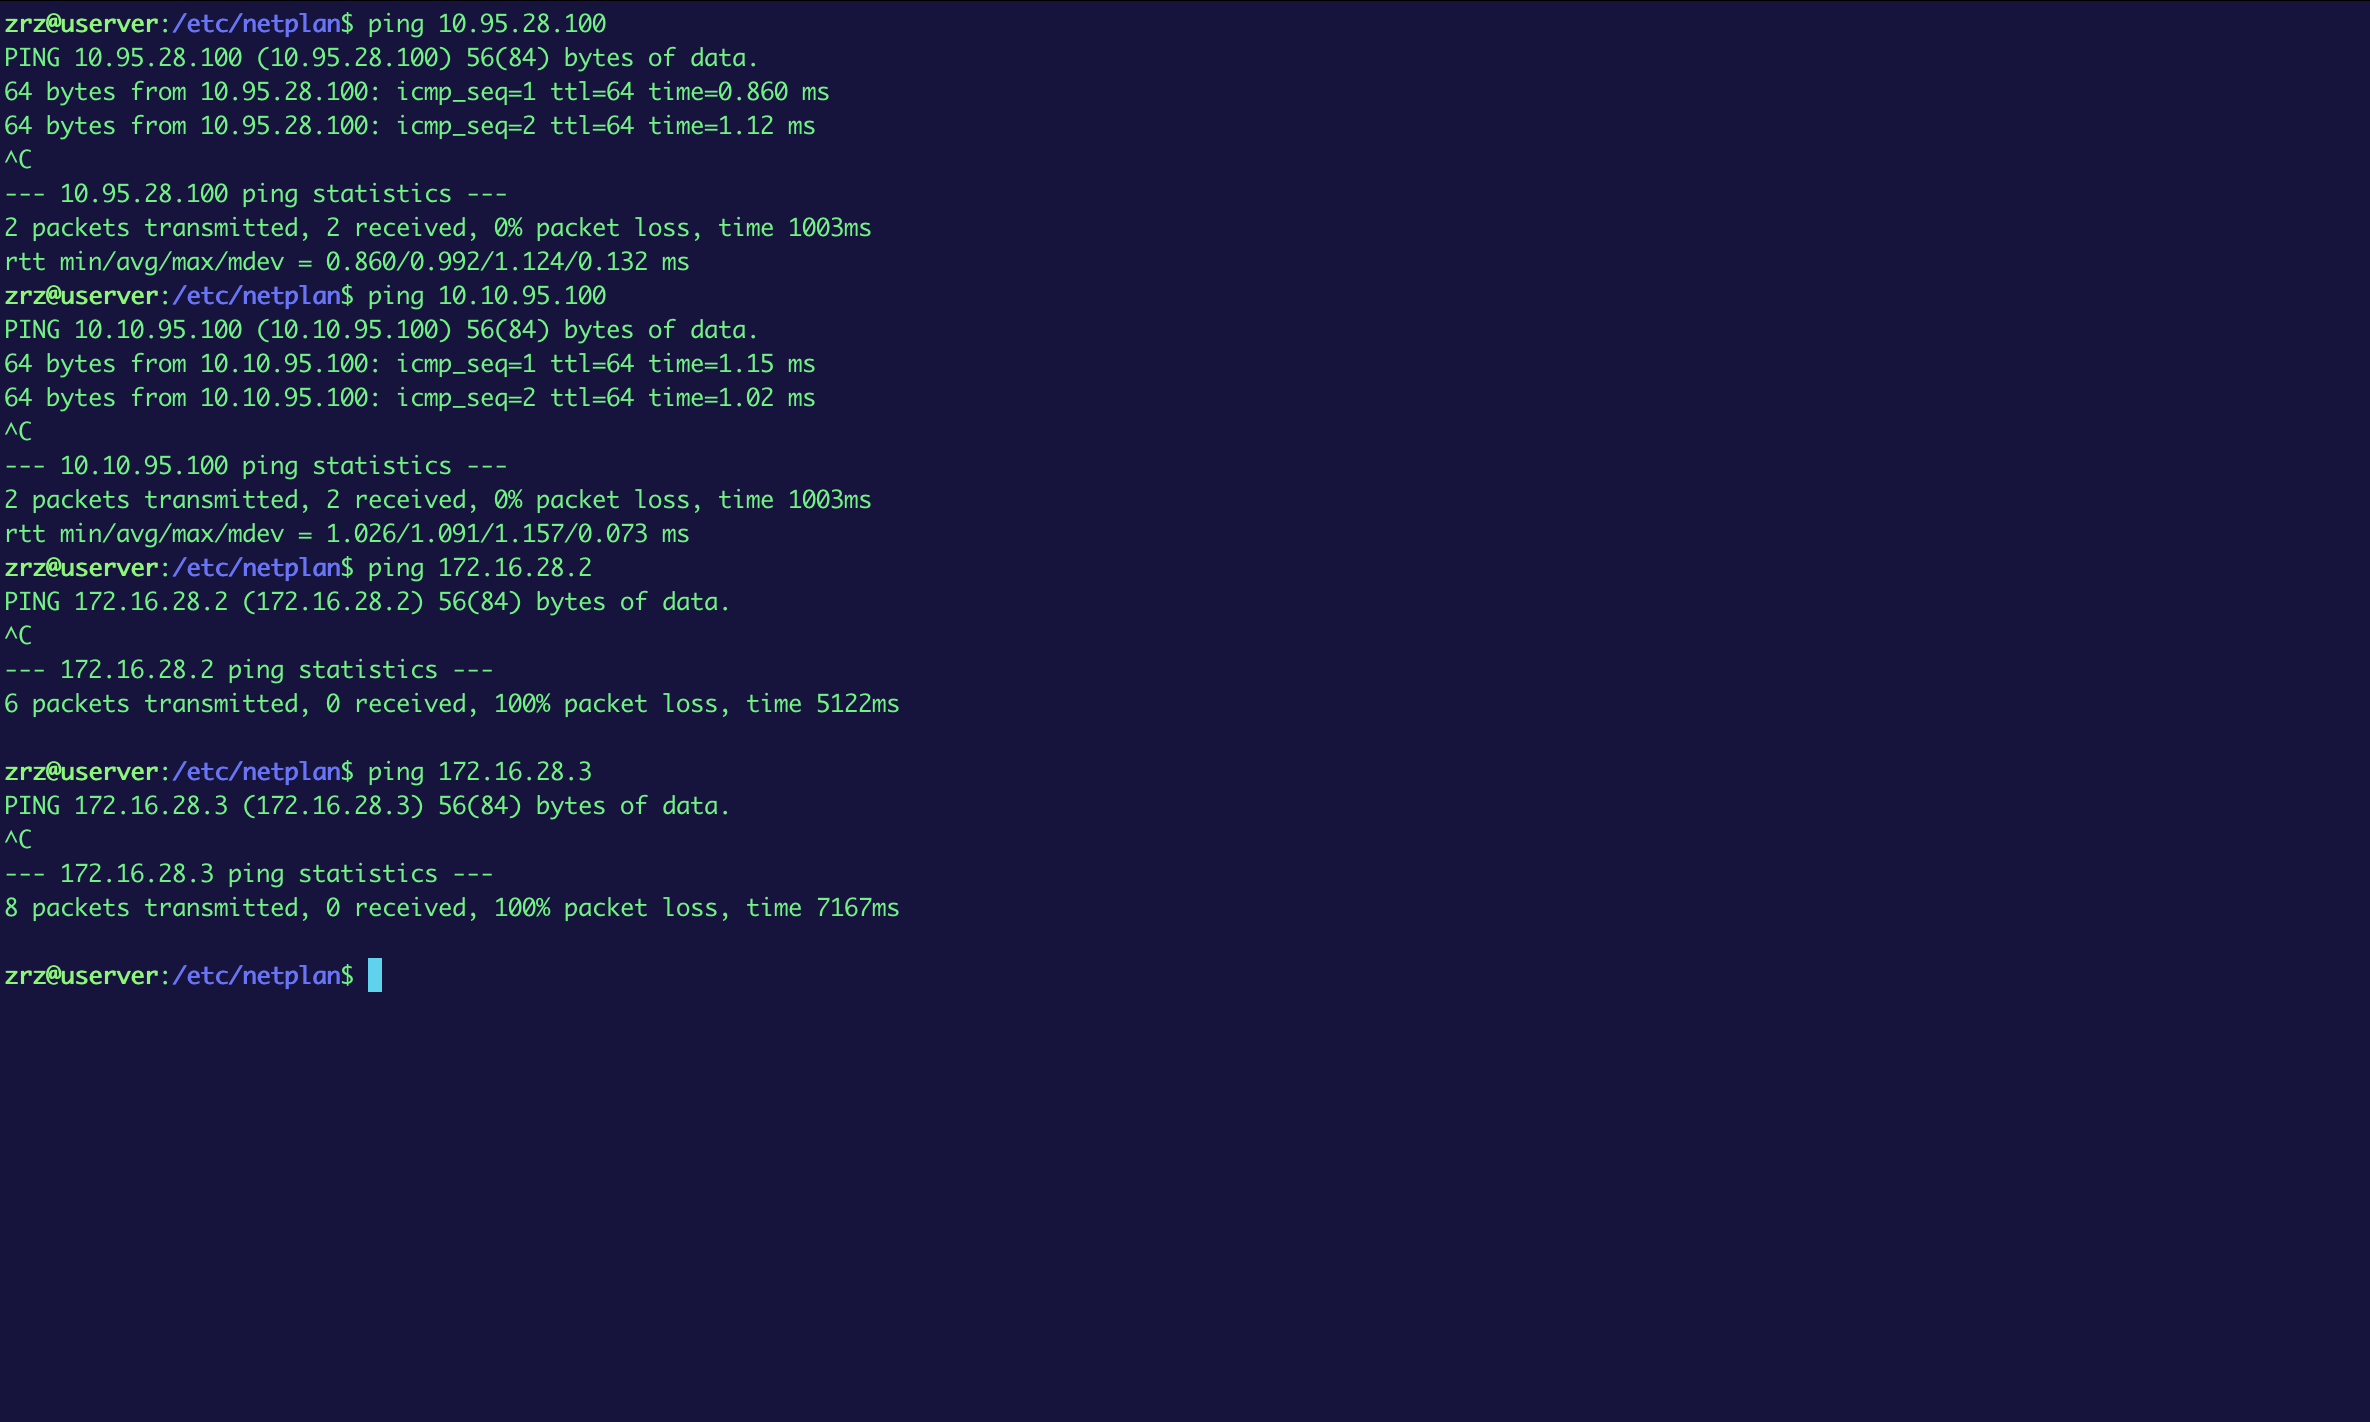 zrz@userver:/etc/netplan$ ping 10.95.28.100
PING 10.95.28.100 (10.95.28.100) 56(84) bytes of data.
64 bytes from 10.95.28.100: icmp_seq=1 ttl=64 time=0.860 ms
64 bytes from 10.95.28.100: icmp_seq=2 ttl=64 time=1.12 ms
^C
--- 10.95.28.100 ping statistics ---
2 packets transmitted, 2 received, 0% packet loss, time 1003ms
rtt min/avg/max/mdev = 0.860/0.992/1.124/0.132 ms
zrz@userver:/etc/netplan$ ping 10.10.95.100
PING 10.10.95.100 (10.10.95.100) 56(84) bytes of data.
64 bytes from 10.10.95.100: icmp_seq=1 ttl=64 time=1.15 ms
64 bytes from 10.10.95.100: icmp_seq=2 ttl=64 time=1.02 ms
^C
--- 10.10.95.100 ping statistics ---
2 packets transmitted, 2 received, 0% packet loss, time 1003ms
rtt min/avg/max/mdev = 1.026/1.091/1.157/0.073 ms
zrz@userver:/etc/netplan$ ping 172.16.28.2
PING 172.16.28.2 (172.16.28.2) 56(84) bytes of data.
^C
--- 172.16.28.2 ping statistics ---
6 packets transmitted, 0 received, 100% packet loss, time 5122ms

zrz@userver:/etc/netplan$ ping 172.16.28.3
PING 172.16.28.3 (172.16.28.3) 56(84) bytes of data.
^C
--- 172.16.28.3 ping statistics ---
8 packets transmitted, 0 received, 100% packet loss, time 7167ms

zrz@userver:/etc/netplan$